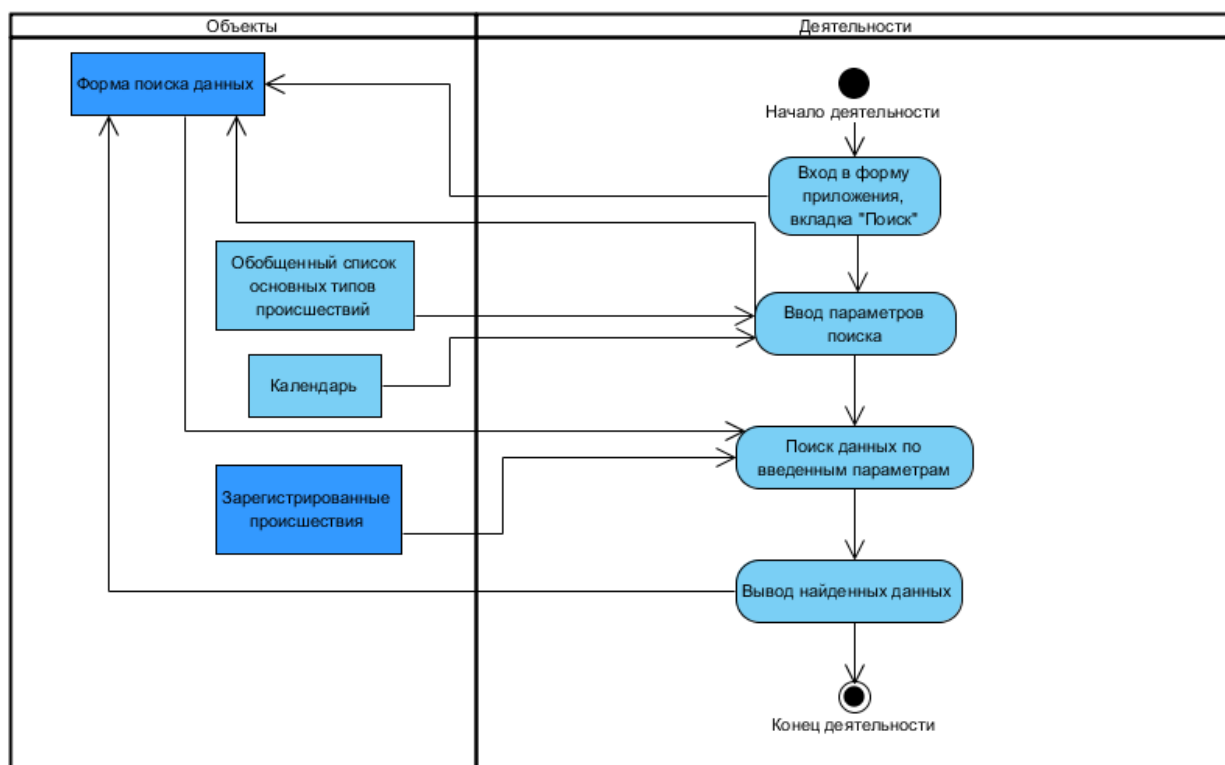 Объекты
Деятельности
Форма поиска данных
Начало деятельности
Вход в форму
приложения,
вкладка "Поиск"
Обобщенный список
основных типов
происшествий
Ввод параметров
поиска
Календарь
Поиск данных по
введенным параметрам
Зарегистрированные
происшествия
Вывод найденных данных
Конец деятельности